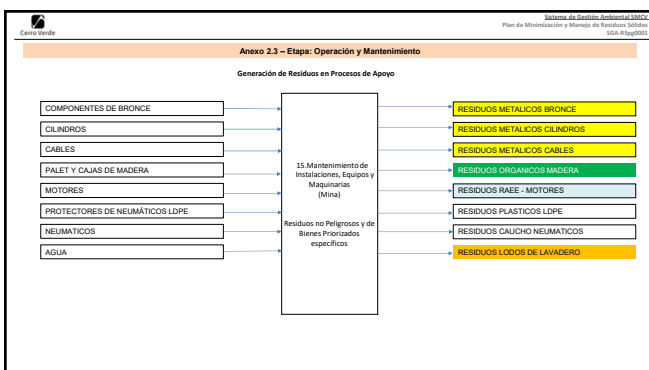 Cerro Verde
Sistema de Gestión Ambiental SMCV
Plan de Minimización y Manejo de Residuos Sólidos
SGA-RSpg0001
Anexo 2.3 – Etapa: Operación y Mantenimiento
Generación de Residuos en Procesos de Apoyo
COMPONENTES DE BRONCE
CILINDROS
CABLES
PALET Y CAJAS DE MADERA
MOTORES
PROTECTORES DE NEUMÁTICOS LDPE
NEUMATICOS
AGUA
15.Mantenimiento de
Instalaciones, Equipos y
Maquinarias
(Mina)
Residuos no Peligrosos y de
Bienes Priorizados
específicos
RESIDUOS METALICOS BRONCE
RESIDUOS METALICOS CILINDROS
RESIDUOS METALICOS CABLES
RESIDUOS ORGANICOS MADERA
RESIDUOS RAEE - MOTORES
RESIDUOS PLASTICOS LDPE
RESIDUOS CAUCHO NEUMATICOS
RESIDUOS LODOS DE LAVADERO